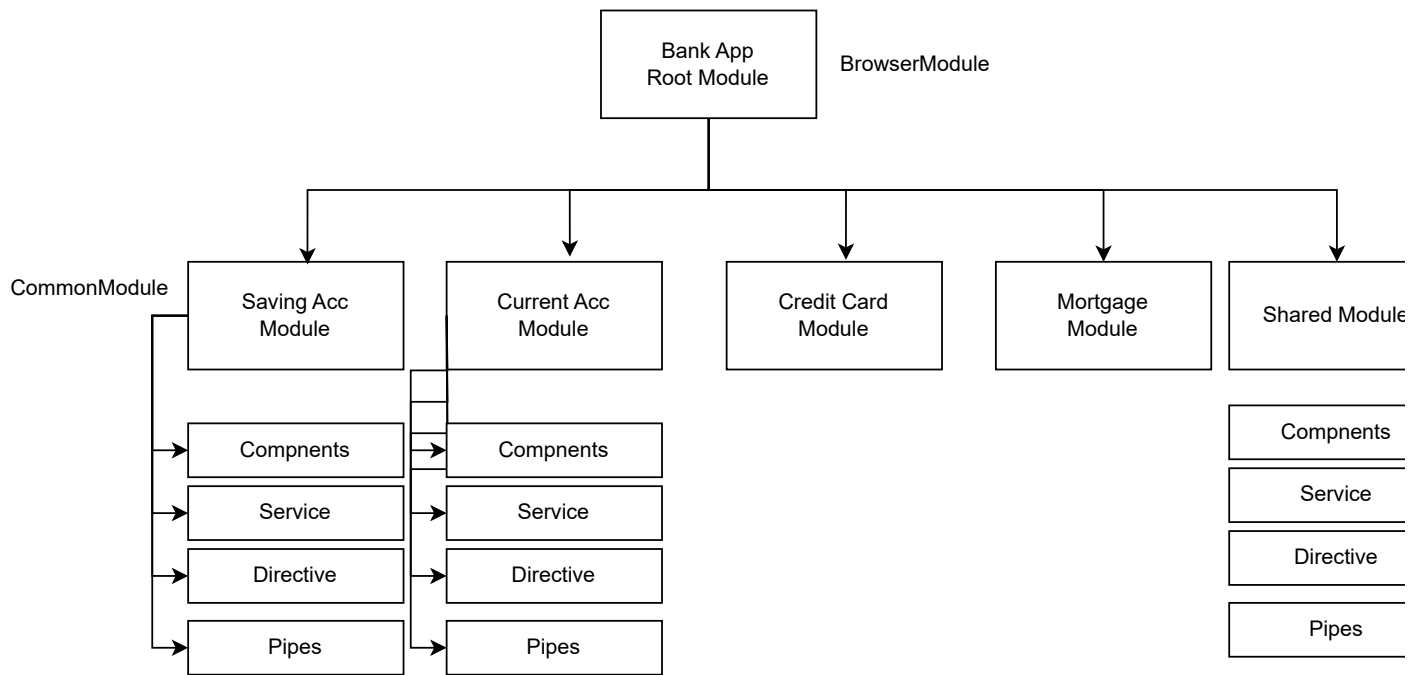 Bank App
Root Module
BrowserModule
CommonModule
Saving Acc
Module
Current Acc
Module
Credit Card
Module
Mortgage
Module
Shared Module
Compnents
Service
Directive
Pipes
Compnents
Service
Directive
Pipes
Compnents
Service
Directive
Pipes